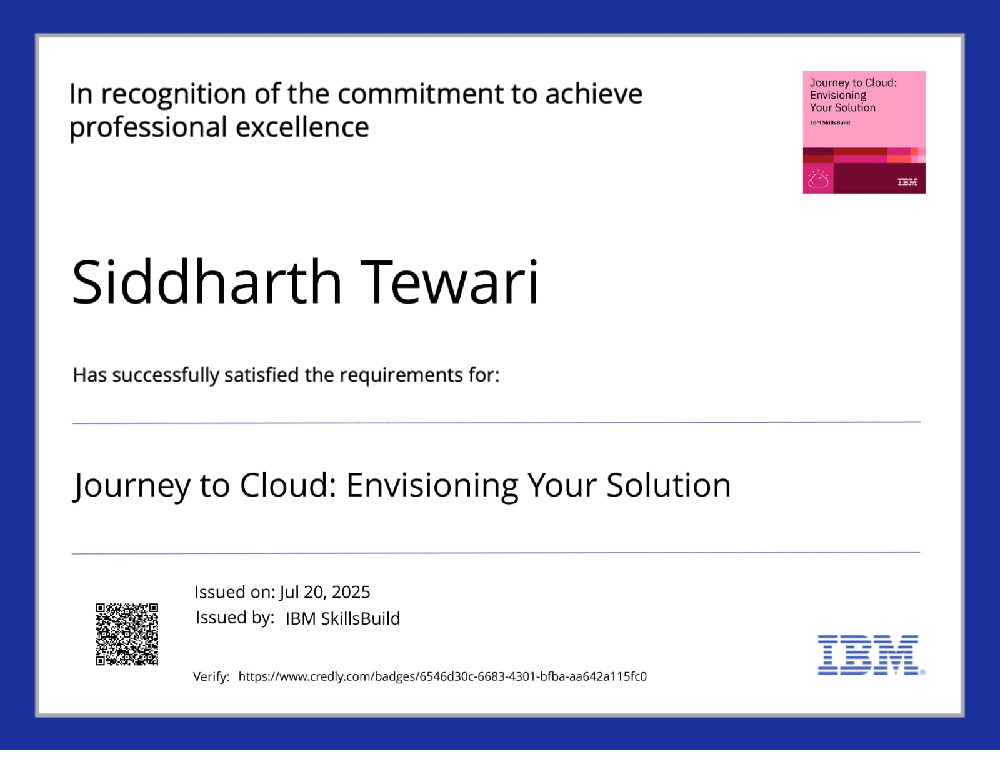 In recognition of the commitment to achieve
professional excellence
Journey to Cloud:
Envisioning
Your Solution
IBM SkillsBuild
IBM
Siddharth Tewari
Has successfully satisfied the requirements for:
Journey to Cloud: Envisioning Your Solution
Issued on: Jul 20, 2025
Issued by: IBM SkillsBuild
Verify: https://www.credly.com/badges/6546d30c-6683-4301-bfba-aa642a115fc0
IBM®